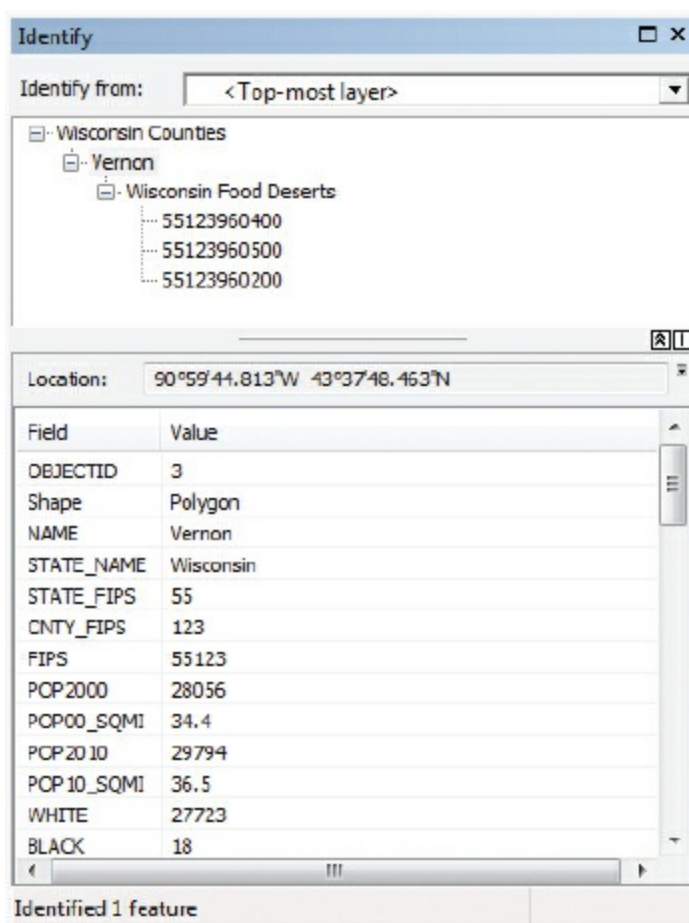 Identify
Identify from: <Top-most layer>
Wisconsin Counties
Vernon
Wisconsin Food Deserts
55123960400
55123960500
55123960200
Location: 90°59'44.813"W 43°37'48.463"N
Field Value
OBJECTID 3
Shape Polygon
NAME Vernon
STATE_NAME Wisconsin
STATE_FIPS 55
CNTY_FIPS 123
FIPS 55123
POP2000 28056
POP00_SQMI 34.4
POP2010 29794
POP10_SQMI 36.5
WHITE 27723
BLACK 18
Identified 1 feature